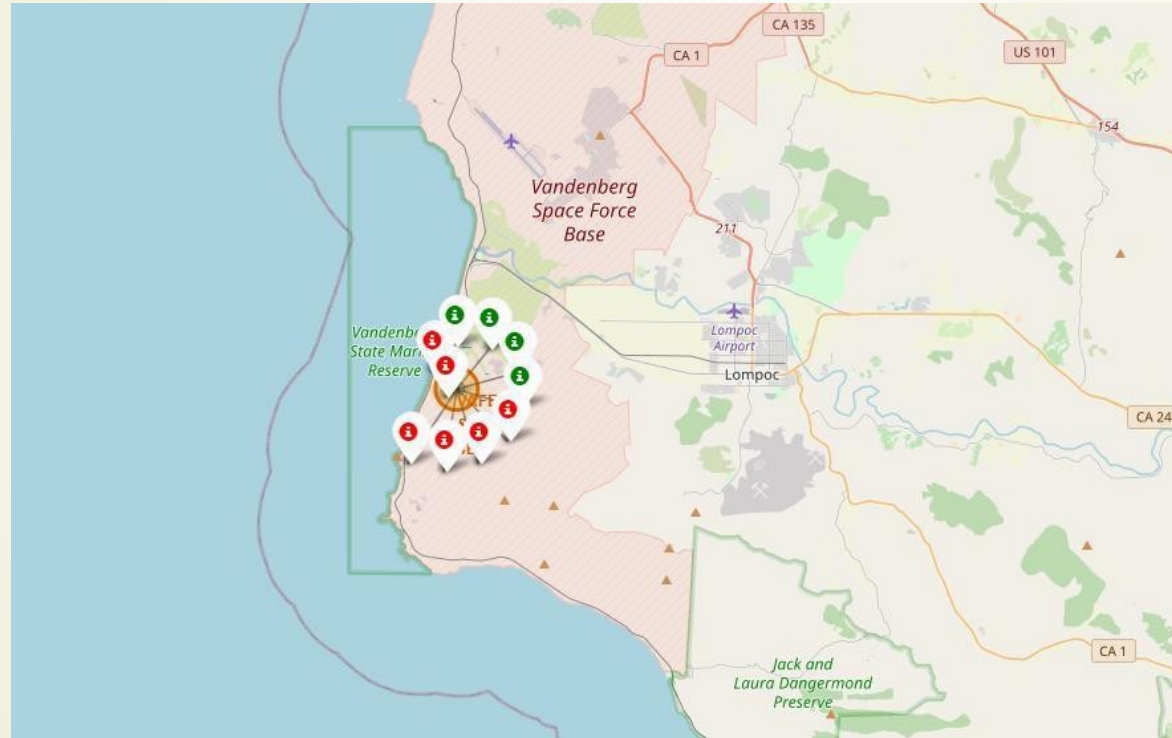 CA 135
US 101
CA 1
154
Vandenberg
Space Force
Base
211
Vandenbe
State Mari
Reserve
Lompoc
Airport
Lompoc
CA 24
CA 1
Jack and
Laura Dangermond
Preserve